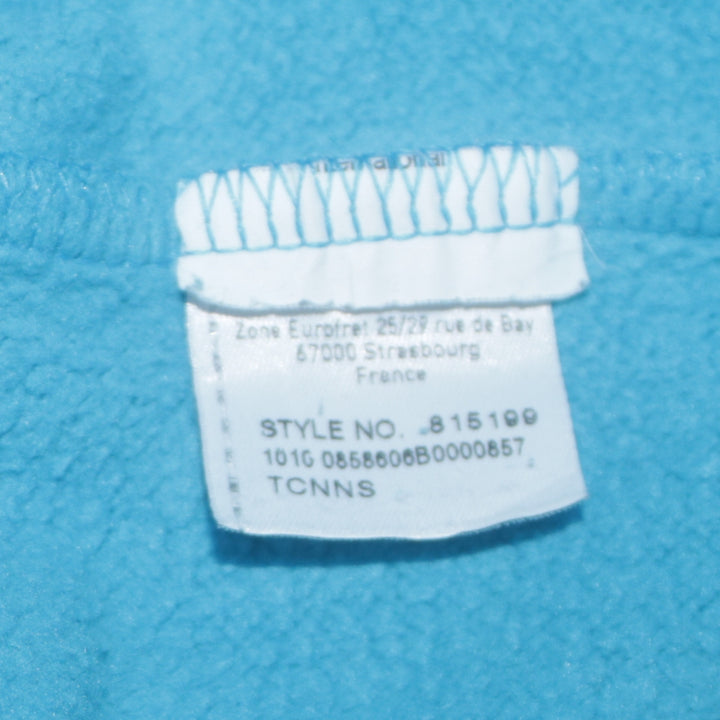 Zone Eurofret 25/29 rue de Bay
67000 Strasbourg
France
STYLE NO. 815199
1010 0858606B0000857
TCNNS